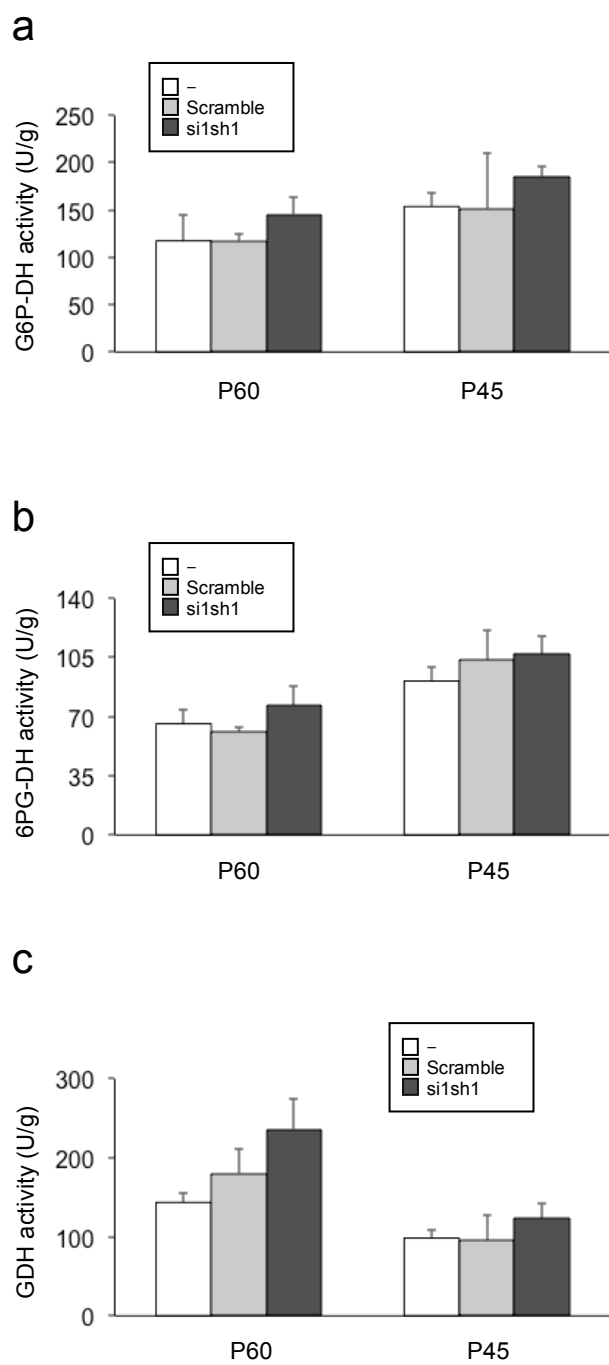 a
–
Scramble
si1sh1
G6P-DH activity (U/g)
250
200
150
100
50
0
P60 P45
b
–
Scramble
si1sh1
6PG-DH activity (U/g)
140
105
70
35
0
P60 P45
c
–
Scramble
si1sh1
GDH activity (U/g)
300
200
100
0
P60 P45